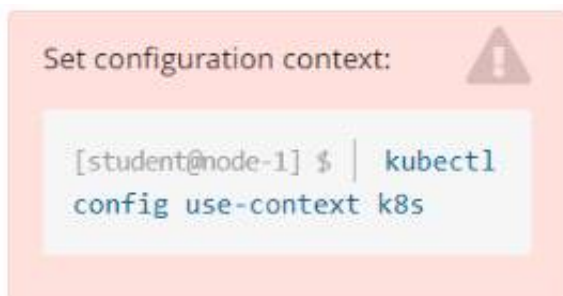 Set configuration context:
[student@node-1] $ | kubectl
config use-context k8s